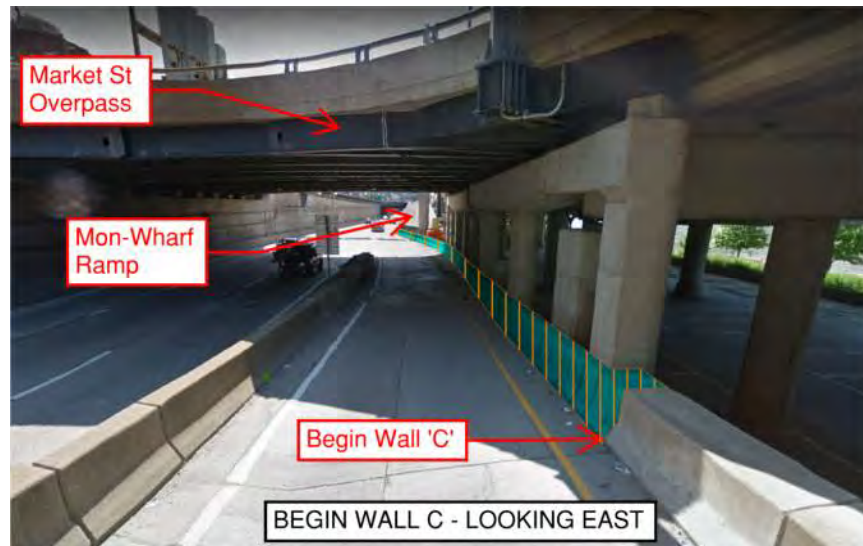 Market St
Overpass
Mon-Wharf
Ramp
Begin Wall 'C'
BEGIN WALL C - LOOKING EAST